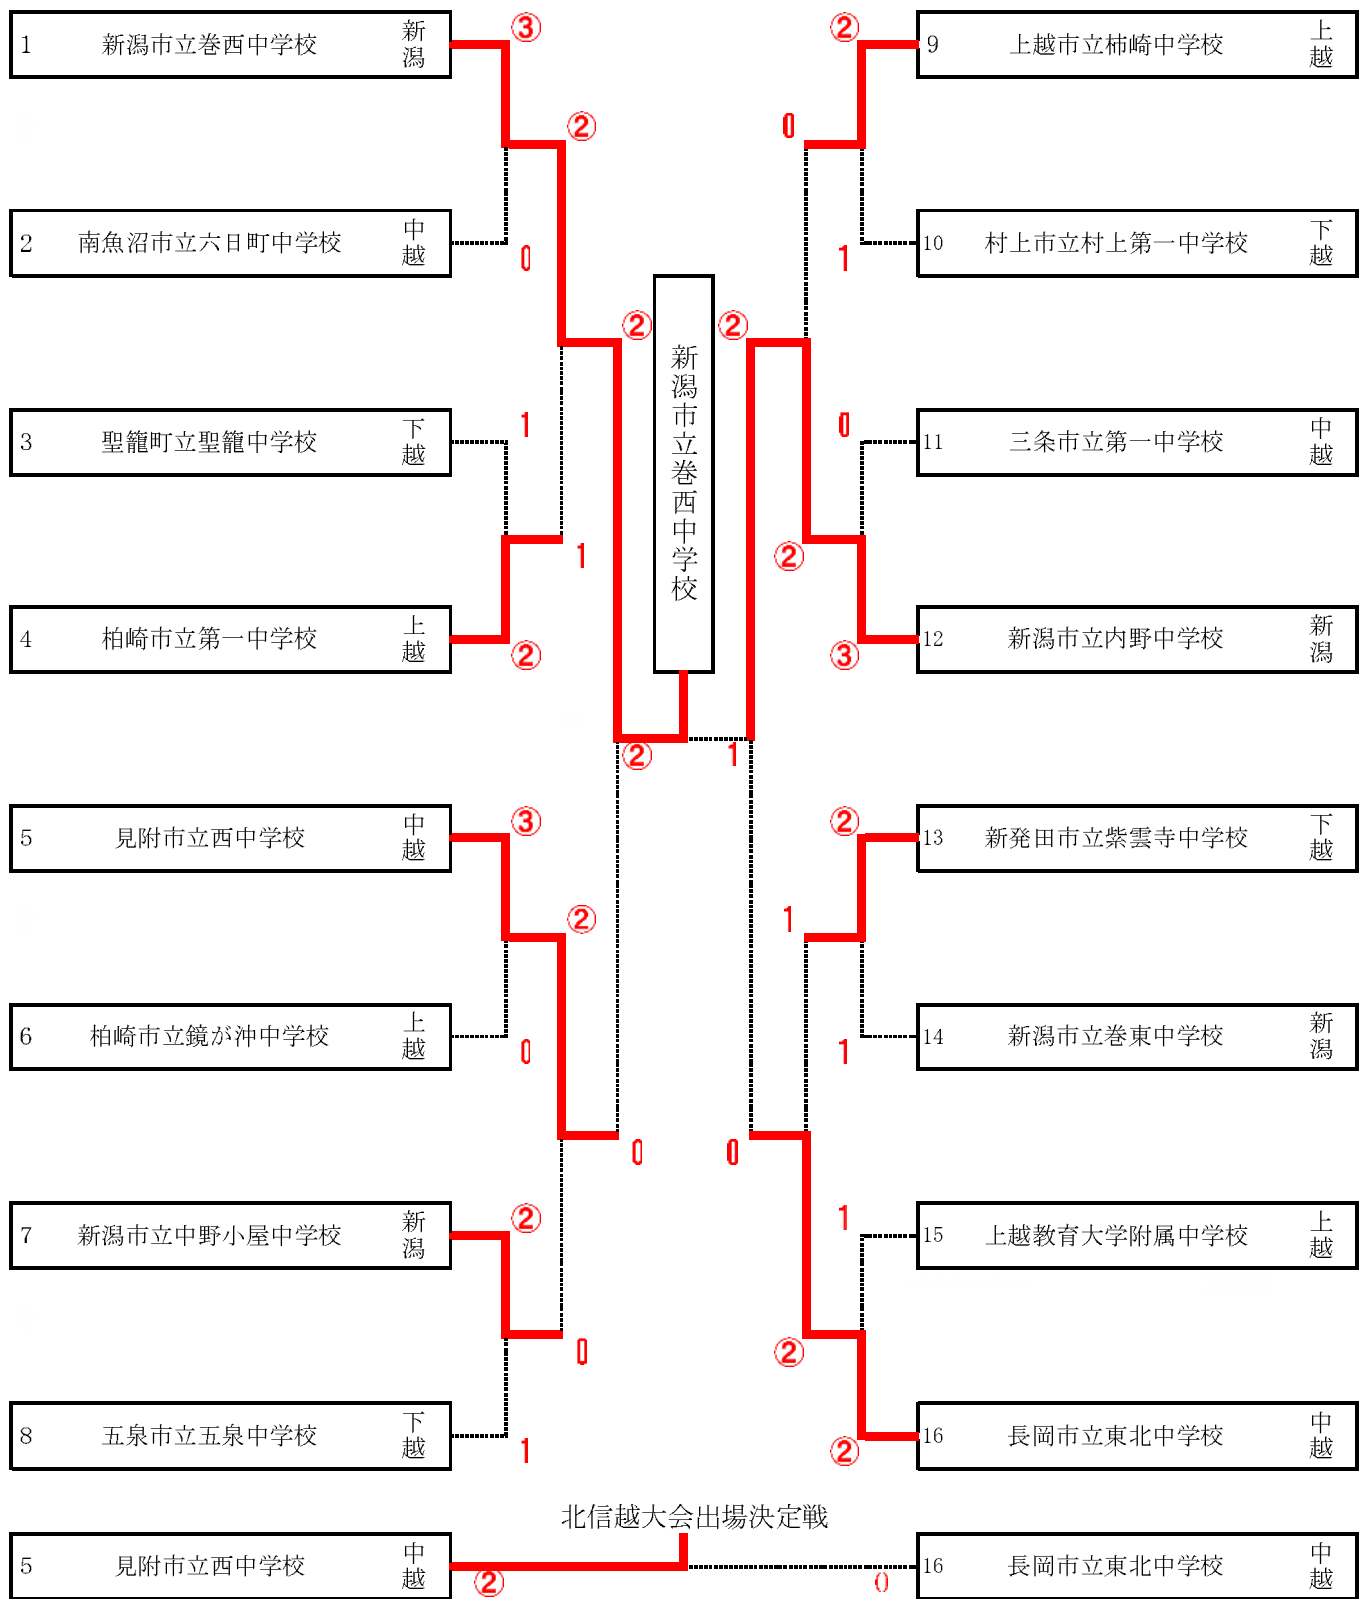 1 新潟市立巻西中学校 新潟
③
②
2 南魚沼市立六日町中学校 中越
0
3 聖籠町立聖籠中学校 下越
1
1
4 柏崎市立第一中学校 上越
②
②
②
5 見附市立西中学校 中越
③
②
6 柏崎市立鏡が沖中学校 上越
0
0
7 新潟市立中野小屋中学校 新潟
②
0
8 五泉市立五泉中学校 下越
1
新潟市立巻西中学校
②
0
9 上越市立柿崎中学校 上越
1
10 村上市立村上第一中学校 下越
②
0
11 三条市立第一中学校 中越
②
③
12 新潟市立内野中学校 新潟
1
②
13 新発田市立紫雲寺中学校 下越
1
1
14 新潟市立巻東中学校 新潟
0
1
15 上越教育大学附属中学校 上越
②
②
16 長岡市立東北中学校 中越
北信越大会出場決定戦
5 見附市立西中学校 中越
②
0
16 長岡市立東北中学校 中越